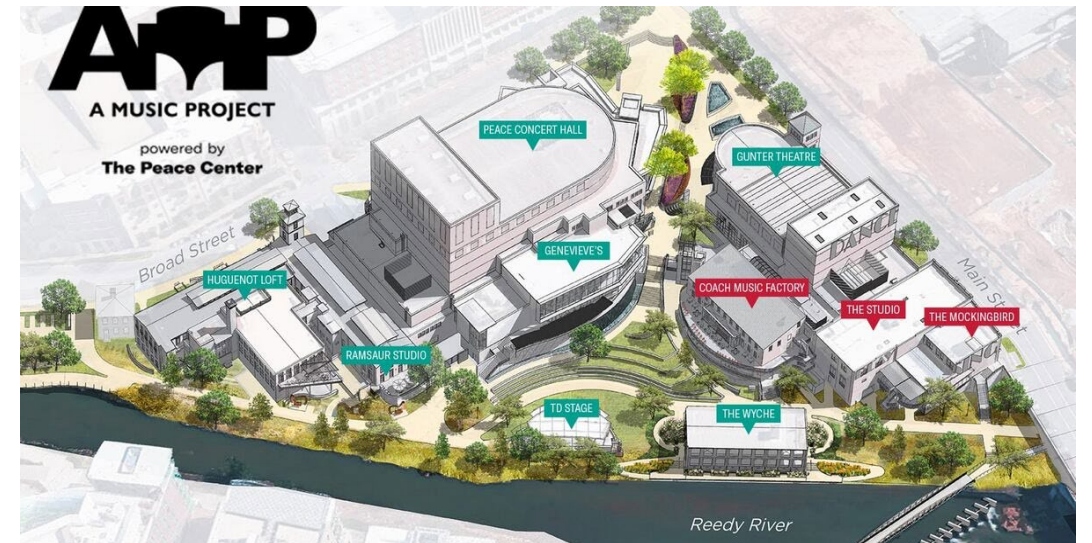 AMP
A MUSIC PROJECT
powered by
The Peace Center
PEACE CONCERT HALL
GUNTER THEATRE
Broad Street
GENEVIEVE'S
Main Street
HUGUENOT LOFT
COACH MUSIC FACTORY
THE STUDIO
THE MOCKINGBIRD
RAMSAUR STUDIO
TD STAGE
THE WYCHE
Reedy River